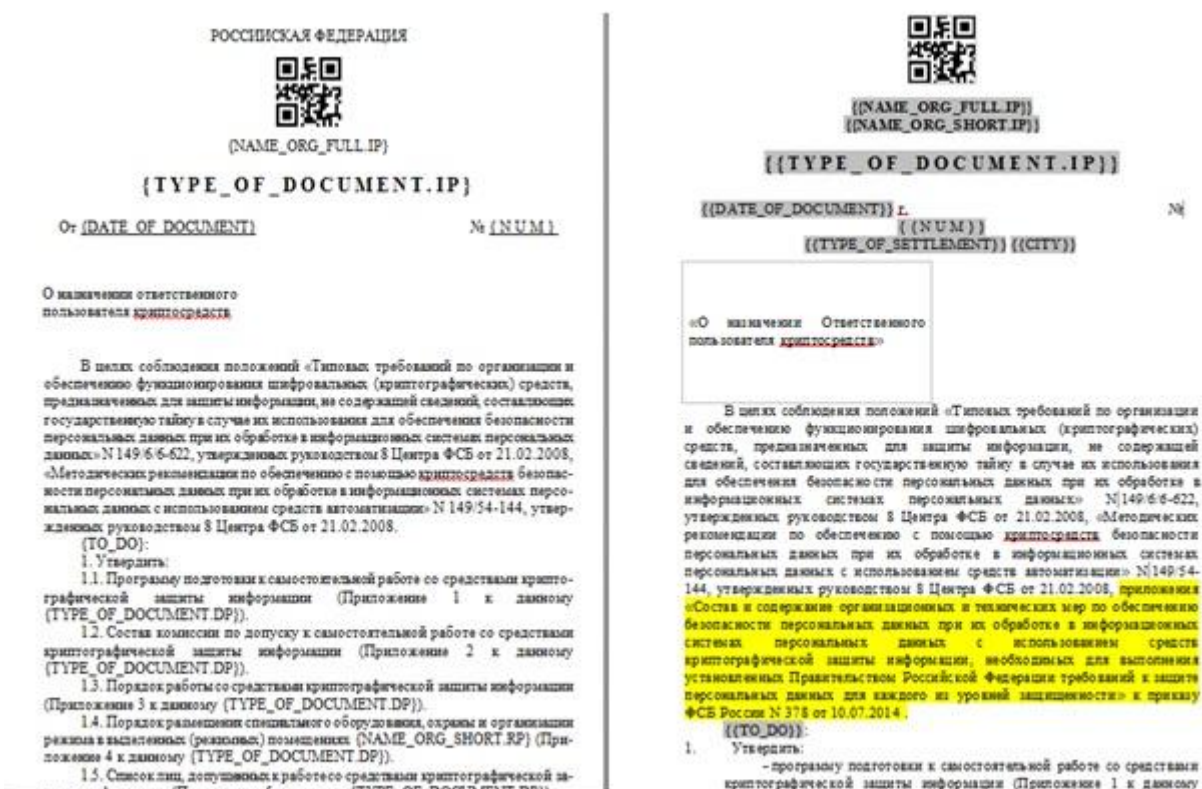 РОССИЙСКАЯ ФЕДЕРАЦИЯ
{NAME_ORG_FULL.IP}
{TYPE_OF_DOCUMENT.IP}
От {DATE_OF_DOCUMENT} № {NUM}
О назначении ответственного
пользователя криптосредств
В целях соблюдения положений «Типовых требований по организации и
обеспечению функционирования шифровальных (криптографических) средств,
предназначенных для защиты информации, не содержащей сведений, составляющих
государственную тайну в случае их использования для обеспечения безопасности
персональных данных при их обработке в информационных системах персональных
данных» N 149/6/6-622, утвержденных руководством 8 Центра ФСБ от 21.02.2008,
«Методических рекомендации по обеспечению с помощью криптосредств безопас-
ности персональных данных при их обработке в информационных системах персо-
нальных данных с использованием средств автоматизации» N 149/54-144, утвер-
жденных руководством 8 Центра ФСБ от 21.02.2008.
{TO_DO}:
1. Утвердить:
1.1. Программу подготовки к самостоятельной работе со средствами крипто-
графической защиты информации (Приложение 1 к данному
{TYPE_OF_DOCUMENT.DP}).
1.2. Состав комиссии по допуску к самостоятельной работе со средствами
криптографической защиты информации (Приложение 2 к данному
{TYPE_OF_DOCUMENT.DP}).
1.3. Порядок работы со средствами криптографической защиты информации
(Приложение 3 к данному {TYPE_OF_DOCUMENT.DP}).
1.4. Порядок размещения специального оборудования, охраны и организации
режима в выделенных (режимных) помещениях {NAME_ORG_SHORT.RP} (При-
ложение 4 к данному {TYPE_OF_DOCUMENT.DP}).
1.5. Список лиц, допущенных к работе со средствами криптографической за-
{{NAME_ORG_FULL.IP}}
{{NAME_ORG_SHORT.IP}}
{{TYPE_OF_DOCUMENT.IP}}
{{DATE_OF_DOCUMENT}} г. №
{{NUM}}
{{TYPE_OF_SETTLEMENT}} {{CITY}}
«О назначении Ответственного
пользователя криптосредств»
В целях соблюдения положений «Типовых требований по организации
и обеспечению функционирования шифровальных (криптографических)
средств, предназначенных для защиты информации, не содержащей
сведений, составляющих государственную тайну в случае их использования
для обеспечения безопасности персональных данных при их обработке в
информационных системах персональных данных» N 149/6/6-622,
утвержденных руководством 8 Центра ФСБ от 21.02.2008, «Методических
рекомендации по обеспечению с помощью криптосредств безопасности
персональных данных при их обработке в информационных системах
персональных данных с использованием средств автоматизации» N 149/54-
144, утвержденных руководством 8 Центра ФСБ от 21.02.2008, приложения
«Состав и содержание организационных и технических мер по обеспечению
безопасности персональных данных при их обработке в информационных
системах персональных данных с использованием средств
криптографической защиты информации, необходимых для выполнения
установленных Правительством Российской Федерации требований к защите
персональных данных для каждого из уровней защищенности» к приказу
ФСБ России N 378 от 10.07.2014 .
{{TO_DO}}:
1. Утвердить:
- программу подготовки к самостоятельной работе со средствами
криптографической защиты информации (Приложение 1 к данному